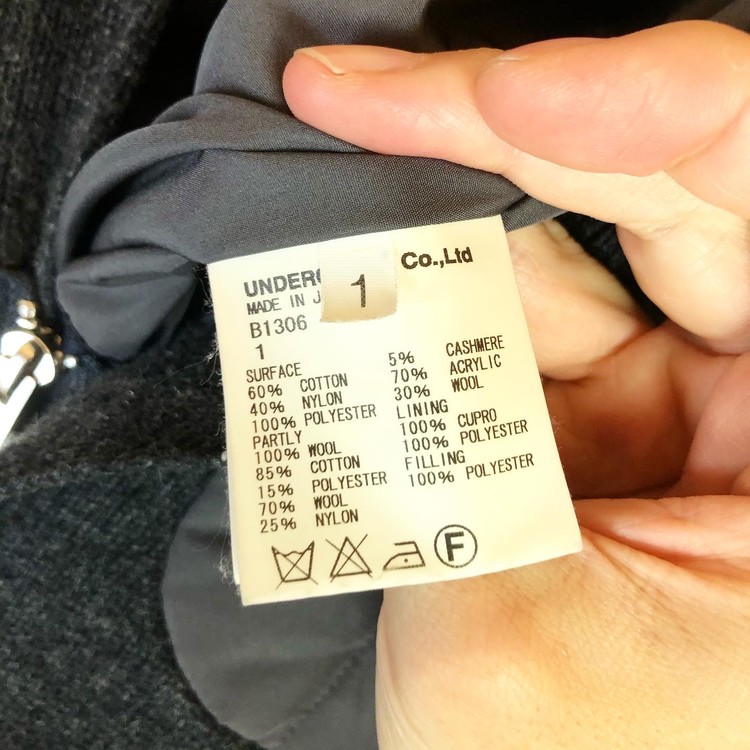 Co.,Ltd
1
MADE IN
B1306
1
SURFACE
60% COTTON
40% NYLON
100% POLYESTER
PARTLY
100% WOOL
85% COTTON
15% POLYESTER
70% WOOL
25% NYLON
5% CASHMERE
70% ACRYLIC
30% WOOL
LINING
100% CUPRO
100% POLYESTER
FILLING
100% POLYESTER
F